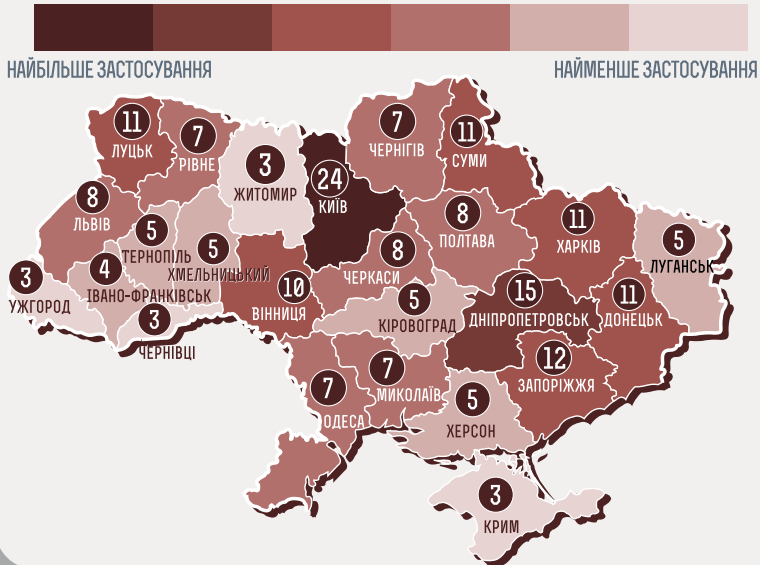 НАЙБІЛЬШЕ ЗАСТОСУВАННЯ
НАЙМЕНШЕ ЗАСТОСУВАННЯ
11
ЛУЦЬК
7
РІВНЕ
3
ЖИТОМИР
24
КИЇВ
7
ЧЕРНІГІВ
11
СУМИ
8
ЛЬВІВ
5
ТЕРНОПІЛЬ
5
ХМЕЛЬНИЦЬКИЙ
8
ПОЛТАВА
11
ХАРКІВ
5
ЛУГАНСЬК
3
УЖГОРОД
4
ІВАНО-ФРАНКІВСЬК
3
ЧЕРНІВЦІ
10
ВІННИЦЯ
8
ЧЕРКАСИ
5
КІРОВОГРАД
15
ДНІПРОПЕТРОВСЬК
11
ДОНЕЦЬК
7
ОДЕСА
7
МИКОЛАЇВ
12
ЗАПОРІЖЖЯ
5
ХЕРСОН
3
КРИМ